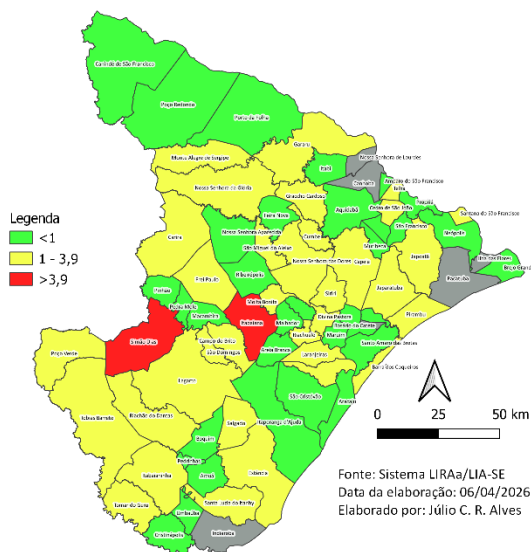 Canindé do São Francisco
Poço Redondo
Porto da Folha
Gararu
Monte Alegre de Sergipe
Nossa Senhora de Lourdes
Itabi
Canhoba
Amparo do São Francisco
Telha
Nossa Senhora da Glória
Graccho Cardoso
Propriá
Cedro de São João
Aquidabã
Santana do São Francisco
Legenda
<1
1 - 3,9
>3,9
Feira Nova
Cumbe
São Francisco
Neópolis
Nossa Senhora Aparecida
Muribeca
Ilha das Flores
Carira
São Miguel do Aleixo
Brejo Grande
Nossa Senhora das Dores
Capela
Japoatã
Frei Paulo
Ribeirópolis
Pacatuba
Pinhão
Siriri
Japaratuba
Moita Bonita
Pedra Mole
Pirambu
Macambira
Itabaiana
Malhador
Divina Pastora
Rosário do Catete
Simão Dias
Campo do Brito
Riachuelo
Maruim
Santo Amaro das Brotas
São Domingos
Areia Branca
Laranjeiras
Poço Verde
Barra dos Coqueiros
Lagarto
São Cristóvão
Aracaju
Tobias Barreto
Riachão do Dantas
Itaporanga d'Ajuda
Salgado
Boquim
Pedrinhas
Itabaianinha
Arauá
Estância
Tomar do Geru
Santa Luzia do Itanhy
Umbaúba
Cristinápolis
Indiaroba
0 25 50 km
Fonte: Sistema LIRAa/LIA-SE
Data da elaboração: 06/04/2026
Elaborado por: Júlio C. R. Alves